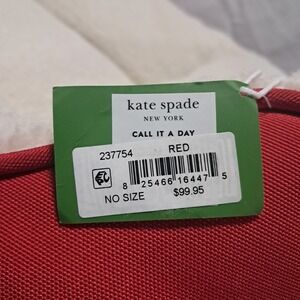 kate spade
NEW YORK
CALL IT A DAY
237754 RED
8 25466 16447 5
NO SIZE $99.95